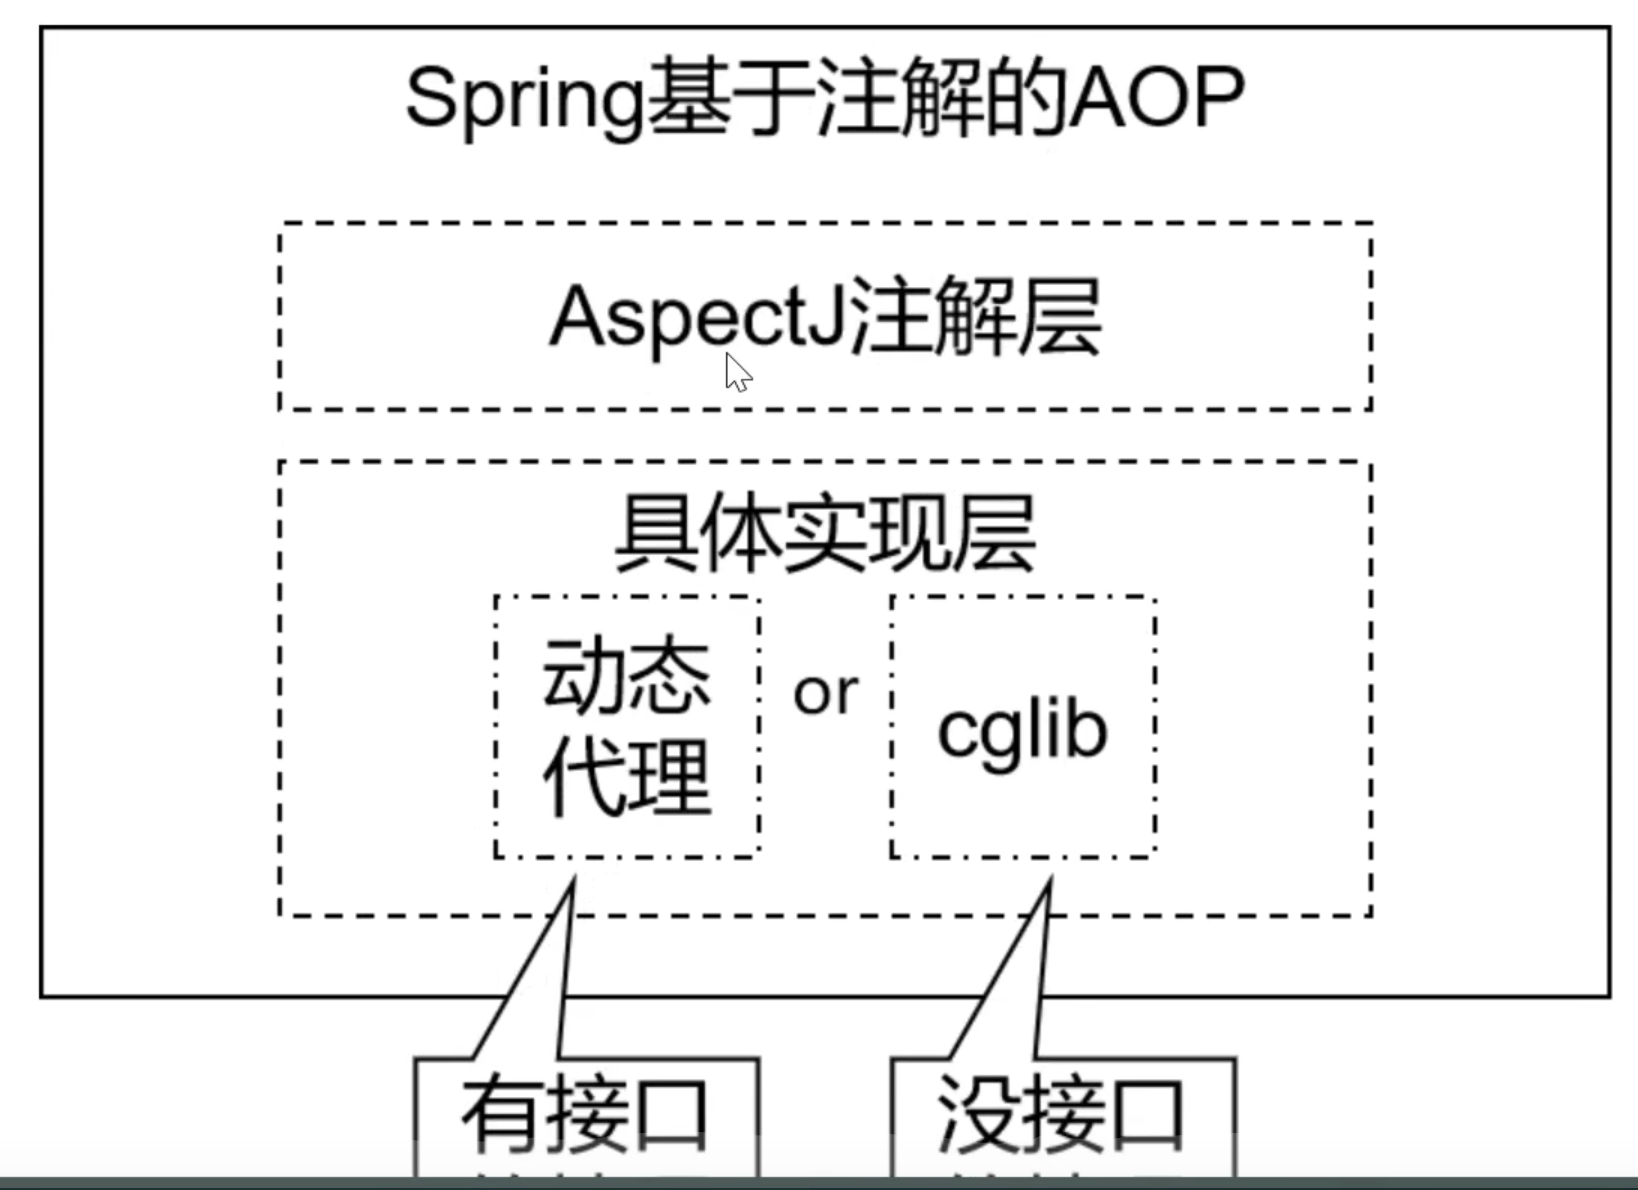 Spring基于注解的AOP
AspectJ注解层
具体实现层
动态
代理
or
cglib
有接口
没接口